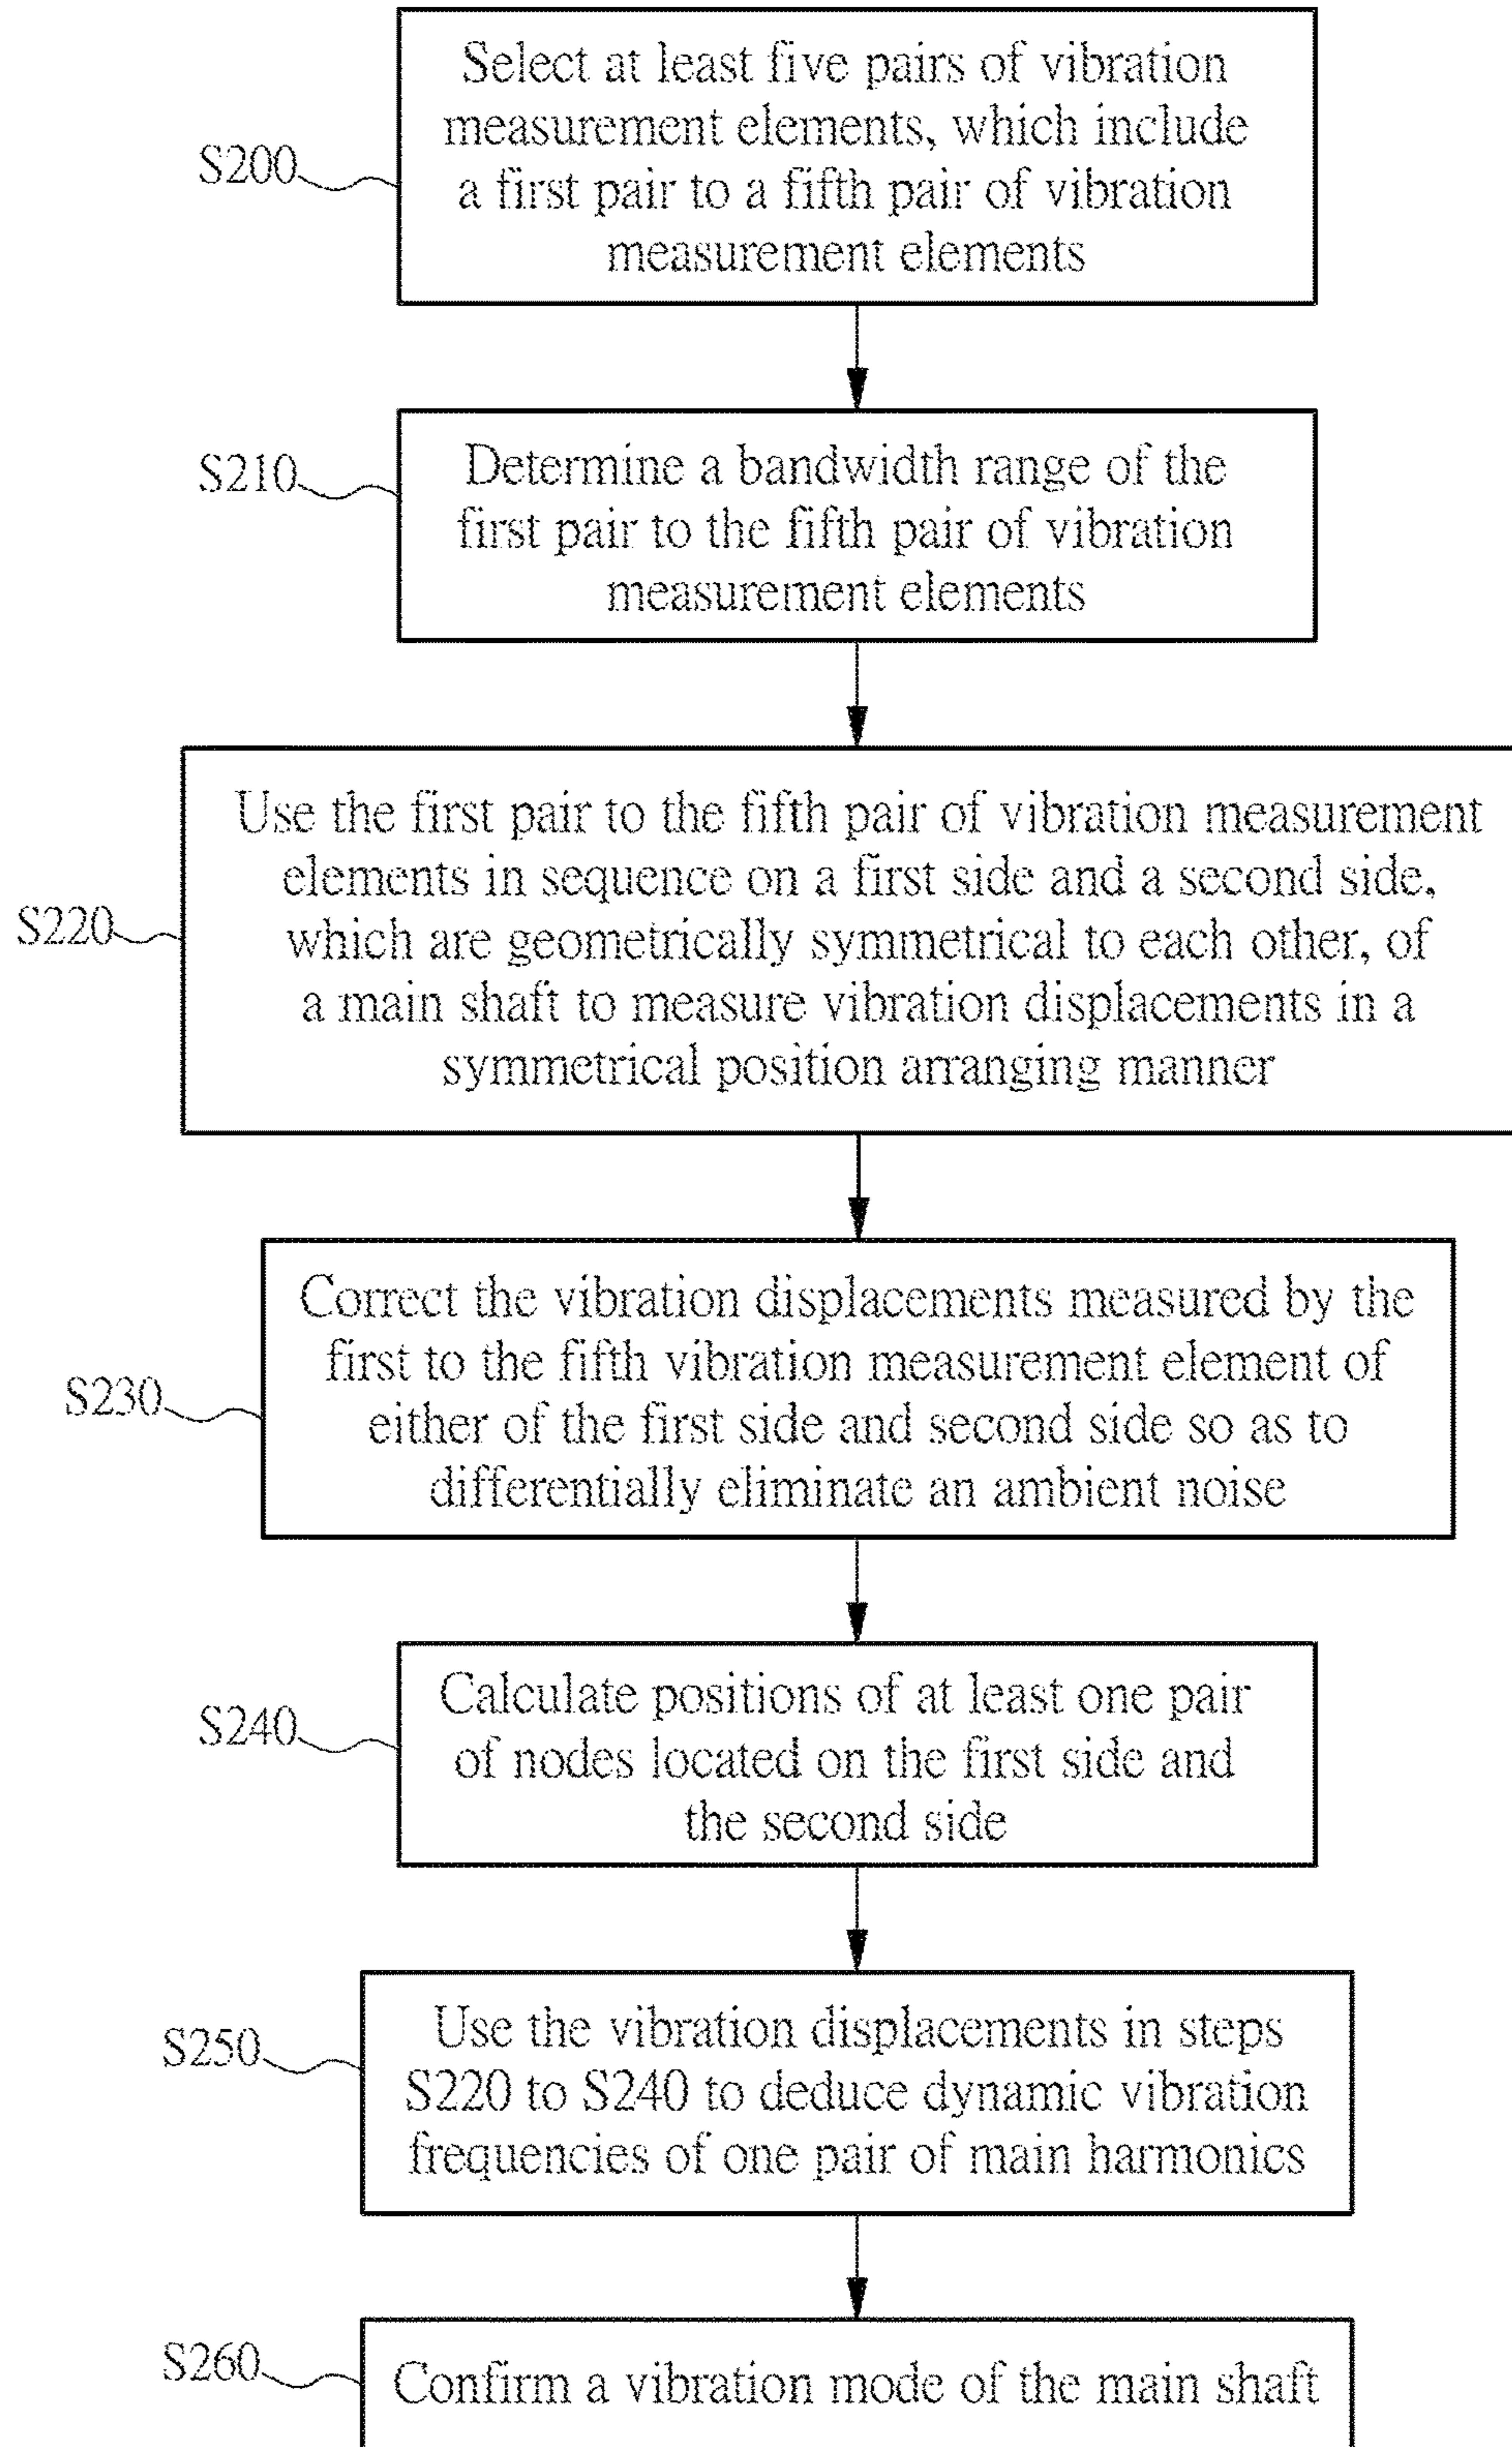 Select at least five pairs of vibration
measurement elements, which include
a first pair to a fifth pair of vibration
measurement elements
S200
Determine a bandwidth range of the
first pair to the fifth pair of vibration
measurement elements
S210
Use the first pair to the fifth pair of vibration measurement
elements in sequence on a first side and a second side,
which are geometrically symmetrical to each other, of
a main shaft to measure vibration displacements in a
symmetrical position arranging manner
S220
Correct the vibration displacements measured by the
first to the fifth vibration measurement element of
either of the first side and second side so as to
differentially eliminate an ambient noise
S230
Calculate positions of at least one pair
of nodes located on the first side and
the second side
S240
Use the vibration displacements in steps
S220 to S240 to deduce dynamic vibration
frequencies of one pair of main harmonics
S250
Confirm a vibration mode of the main shaft
S260